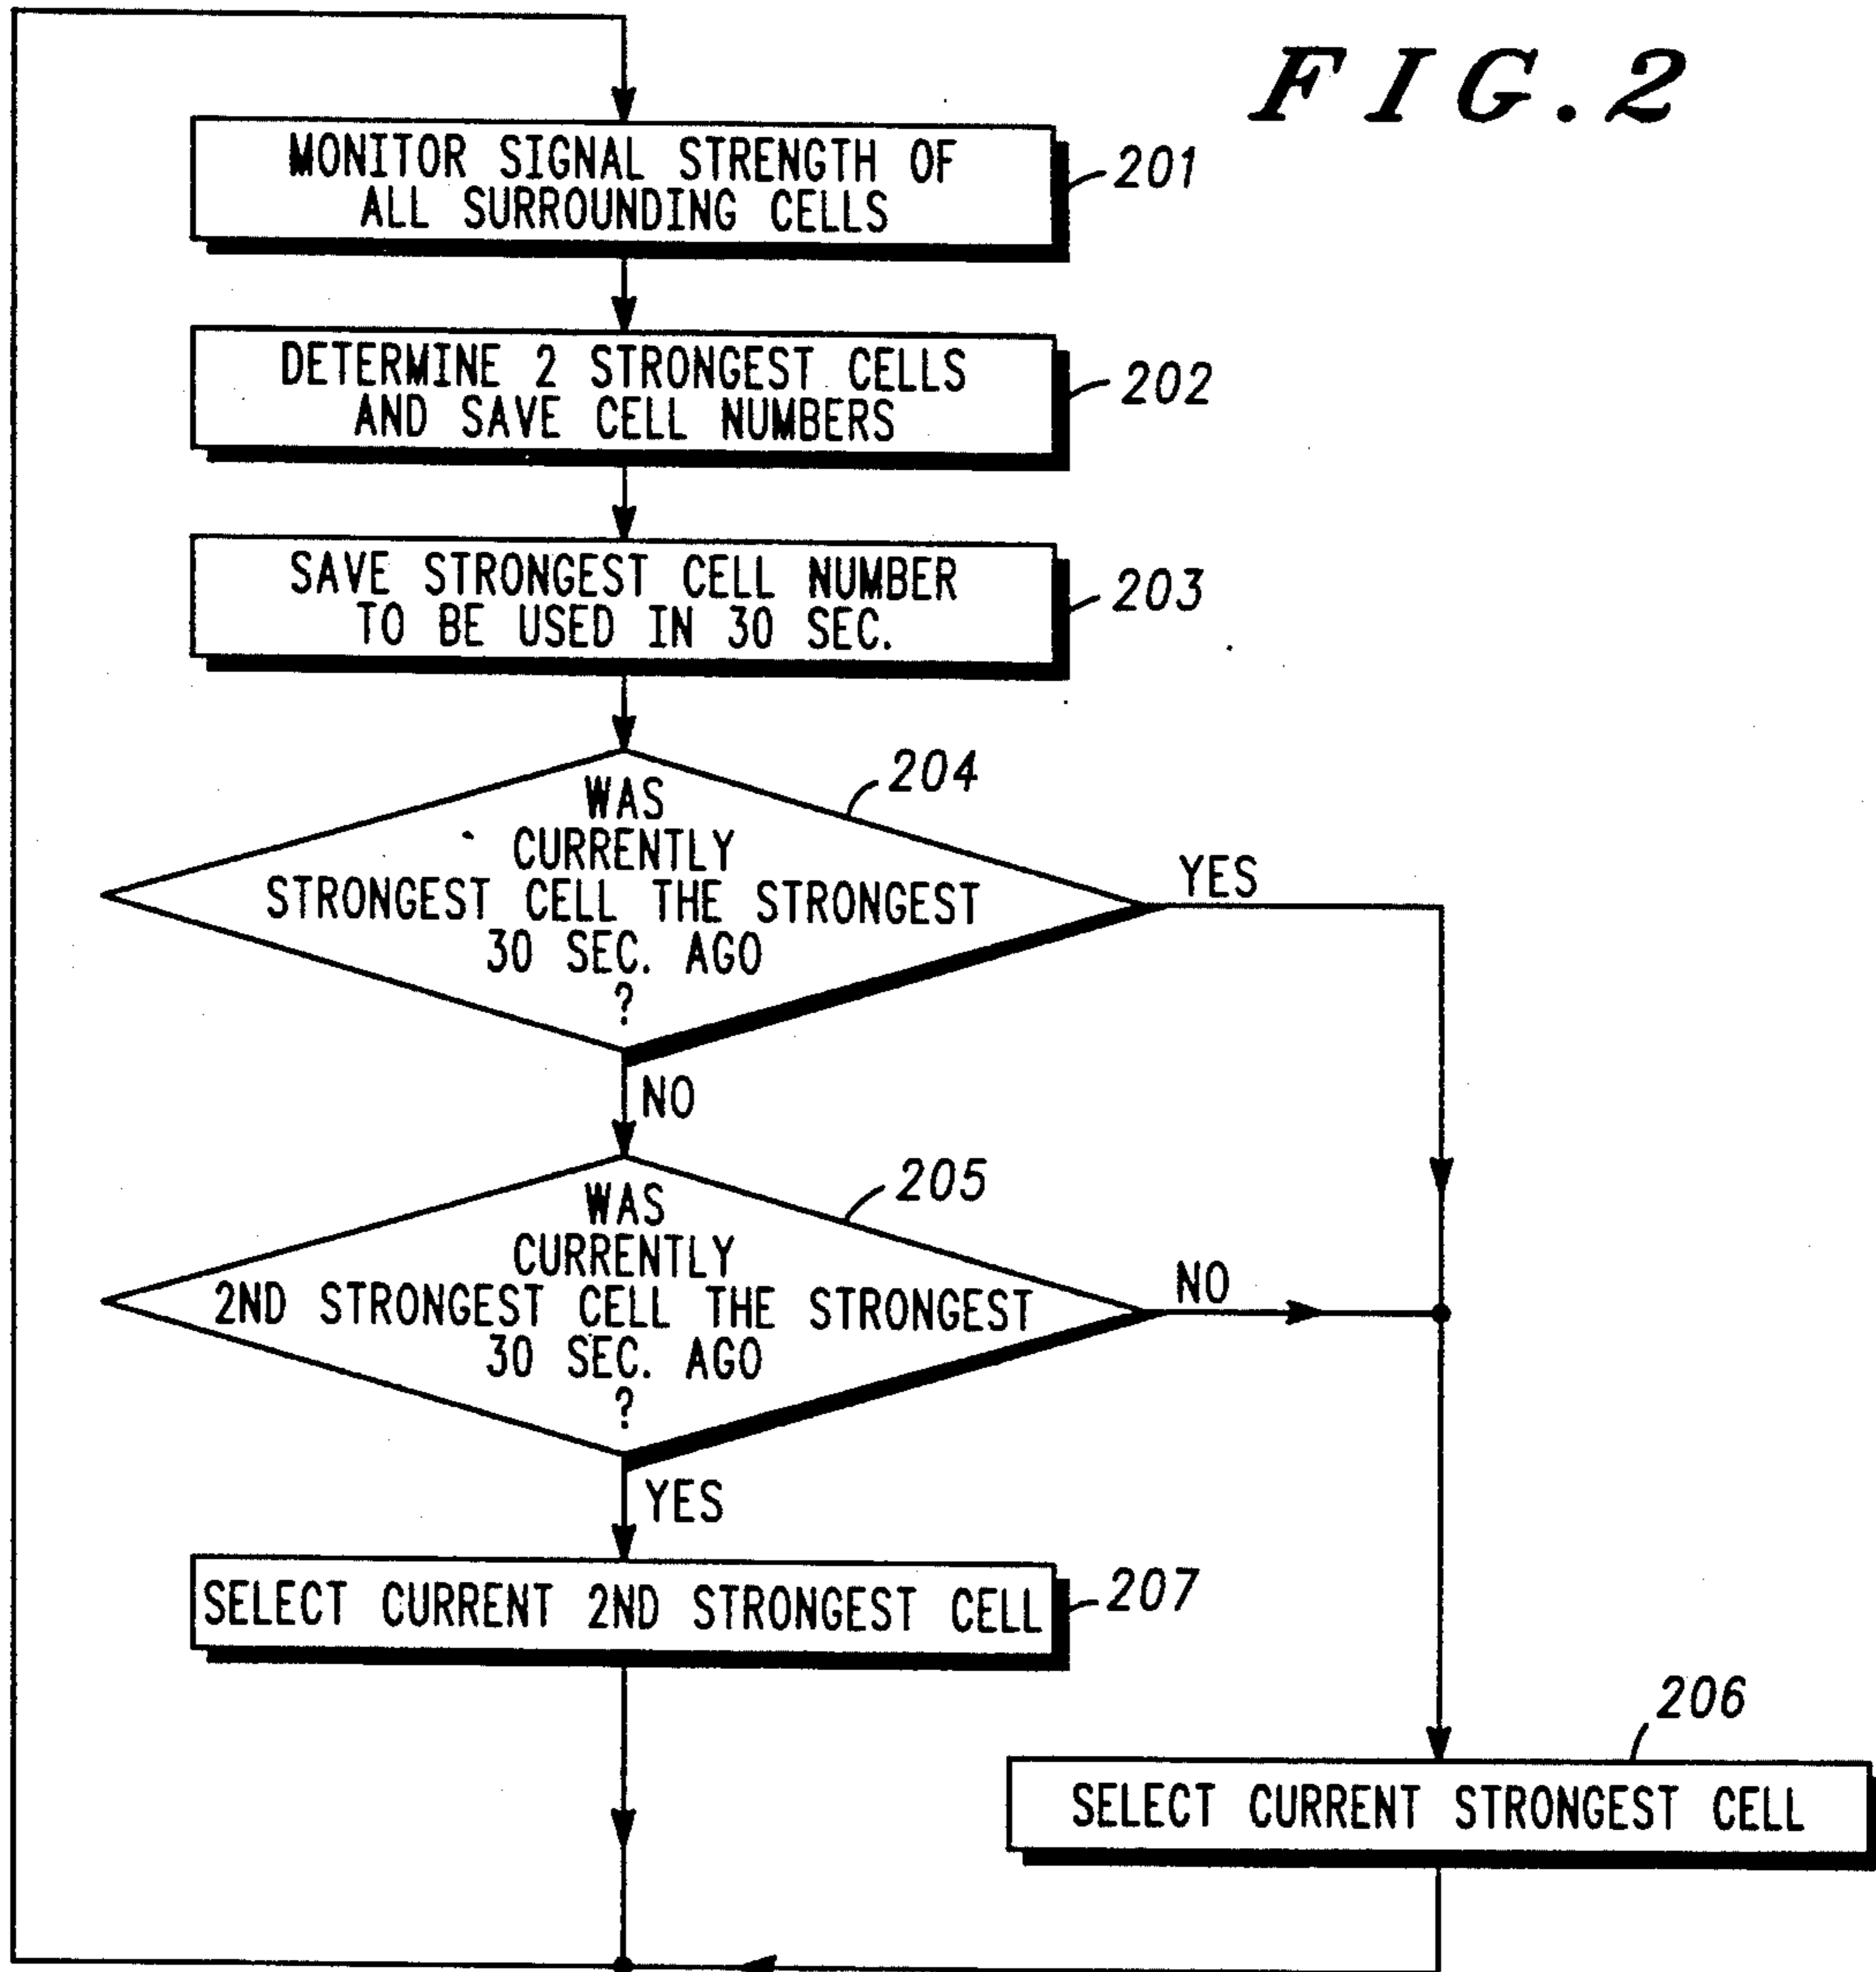 FIG.2
MONITOR SIGNAL STRENGTH OF
ALL SURROUNDING CELLS
201
DETERMINE 2 STRONGEST CELLS
AND SAVE CELL NUMBERS
202
SAVE STRONGEST CELL NUMBER
TO BE USED IN 30 SEC.
203
204
WAS
CURRENTLY
STRONGEST CELL THE STRONGEST
30 SEC. AGO
?
YES
NO
205
WAS
CURRENTLY
2ND STRONGEST CELL THE STRONGEST
30 SEC. AGO
?
NO
YES
SELECT CURRENT 2ND STRONGEST CELL
207
206
SELECT CURRENT STRONGEST CELL